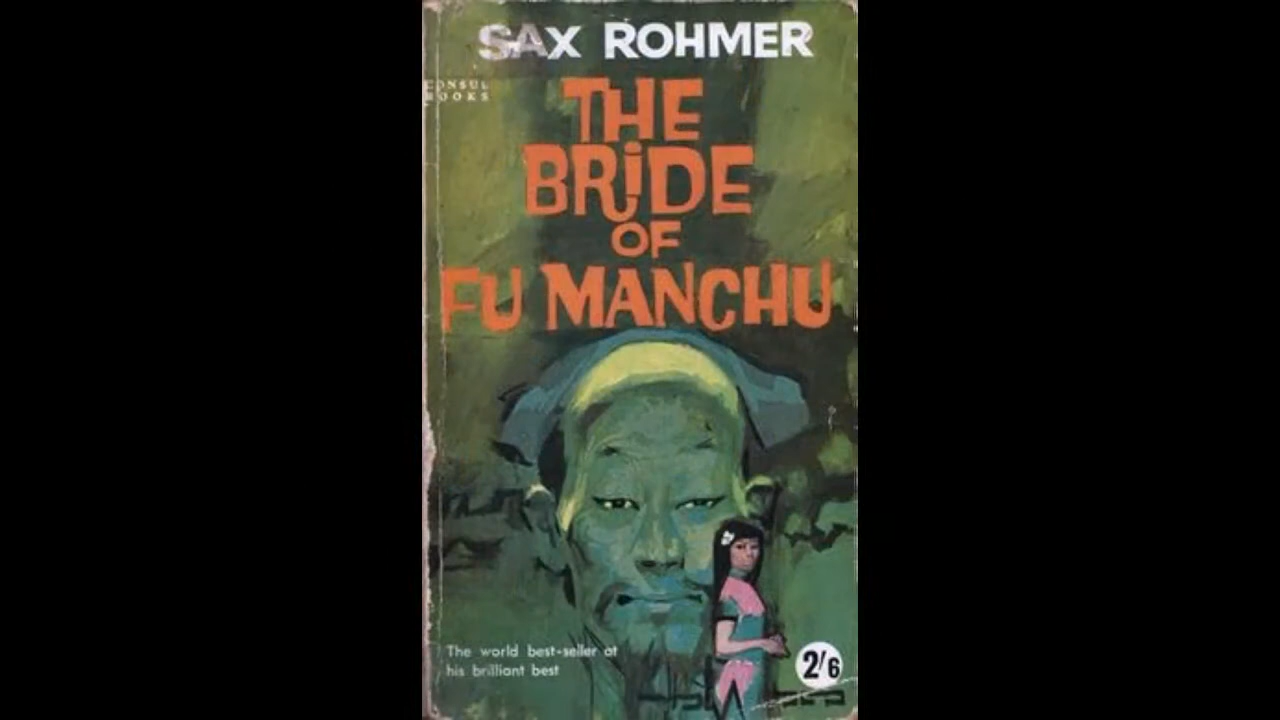 SAX ROHMER
CONSUL
BOOKS
THE
BRiDE
OF
FU MANCHU
The world best-seller at
his brilliant best
2/6